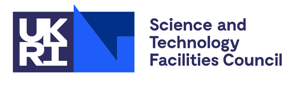 UK
RI
Science and
Technology
Facilities Council